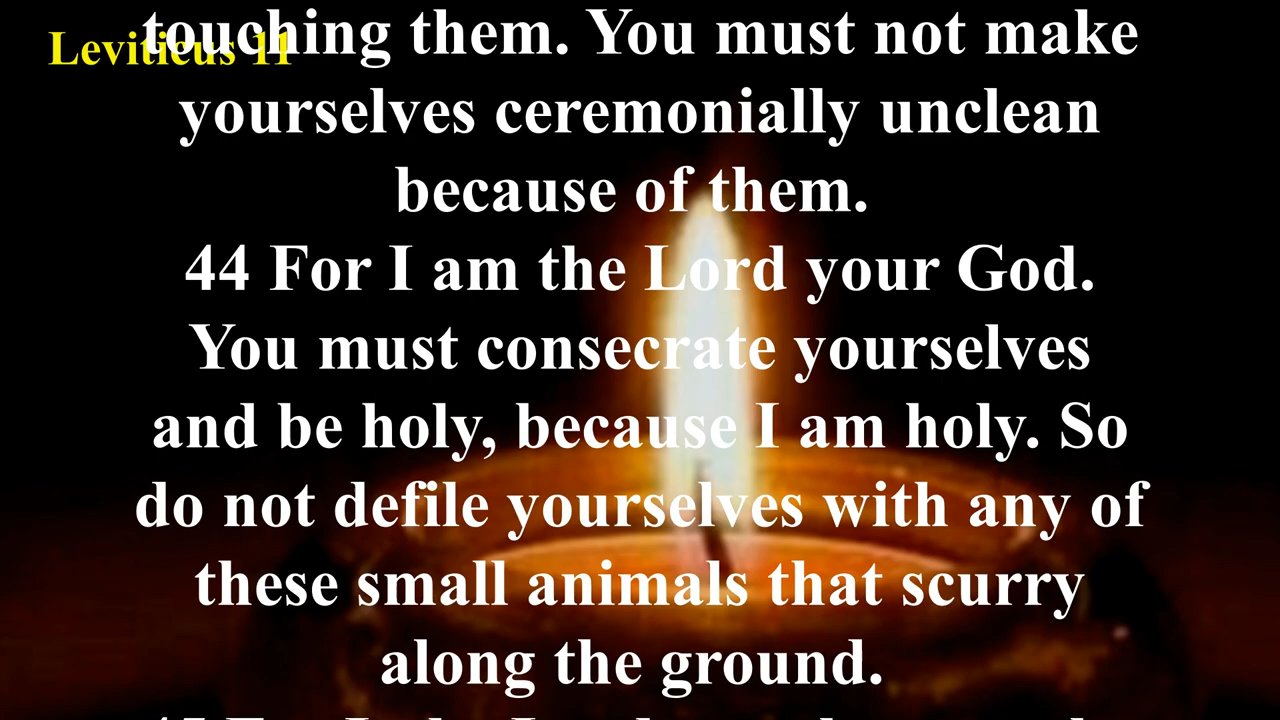 Leviticus 11
touching them. You must not make
yourselves ceremonially unclean
because of them.
44 For I am the Lord your God.
You must consecrate yourselves
and be holy, because I am holy. So
do not defile yourselves with any of
these small animals that scurry
along the ground.